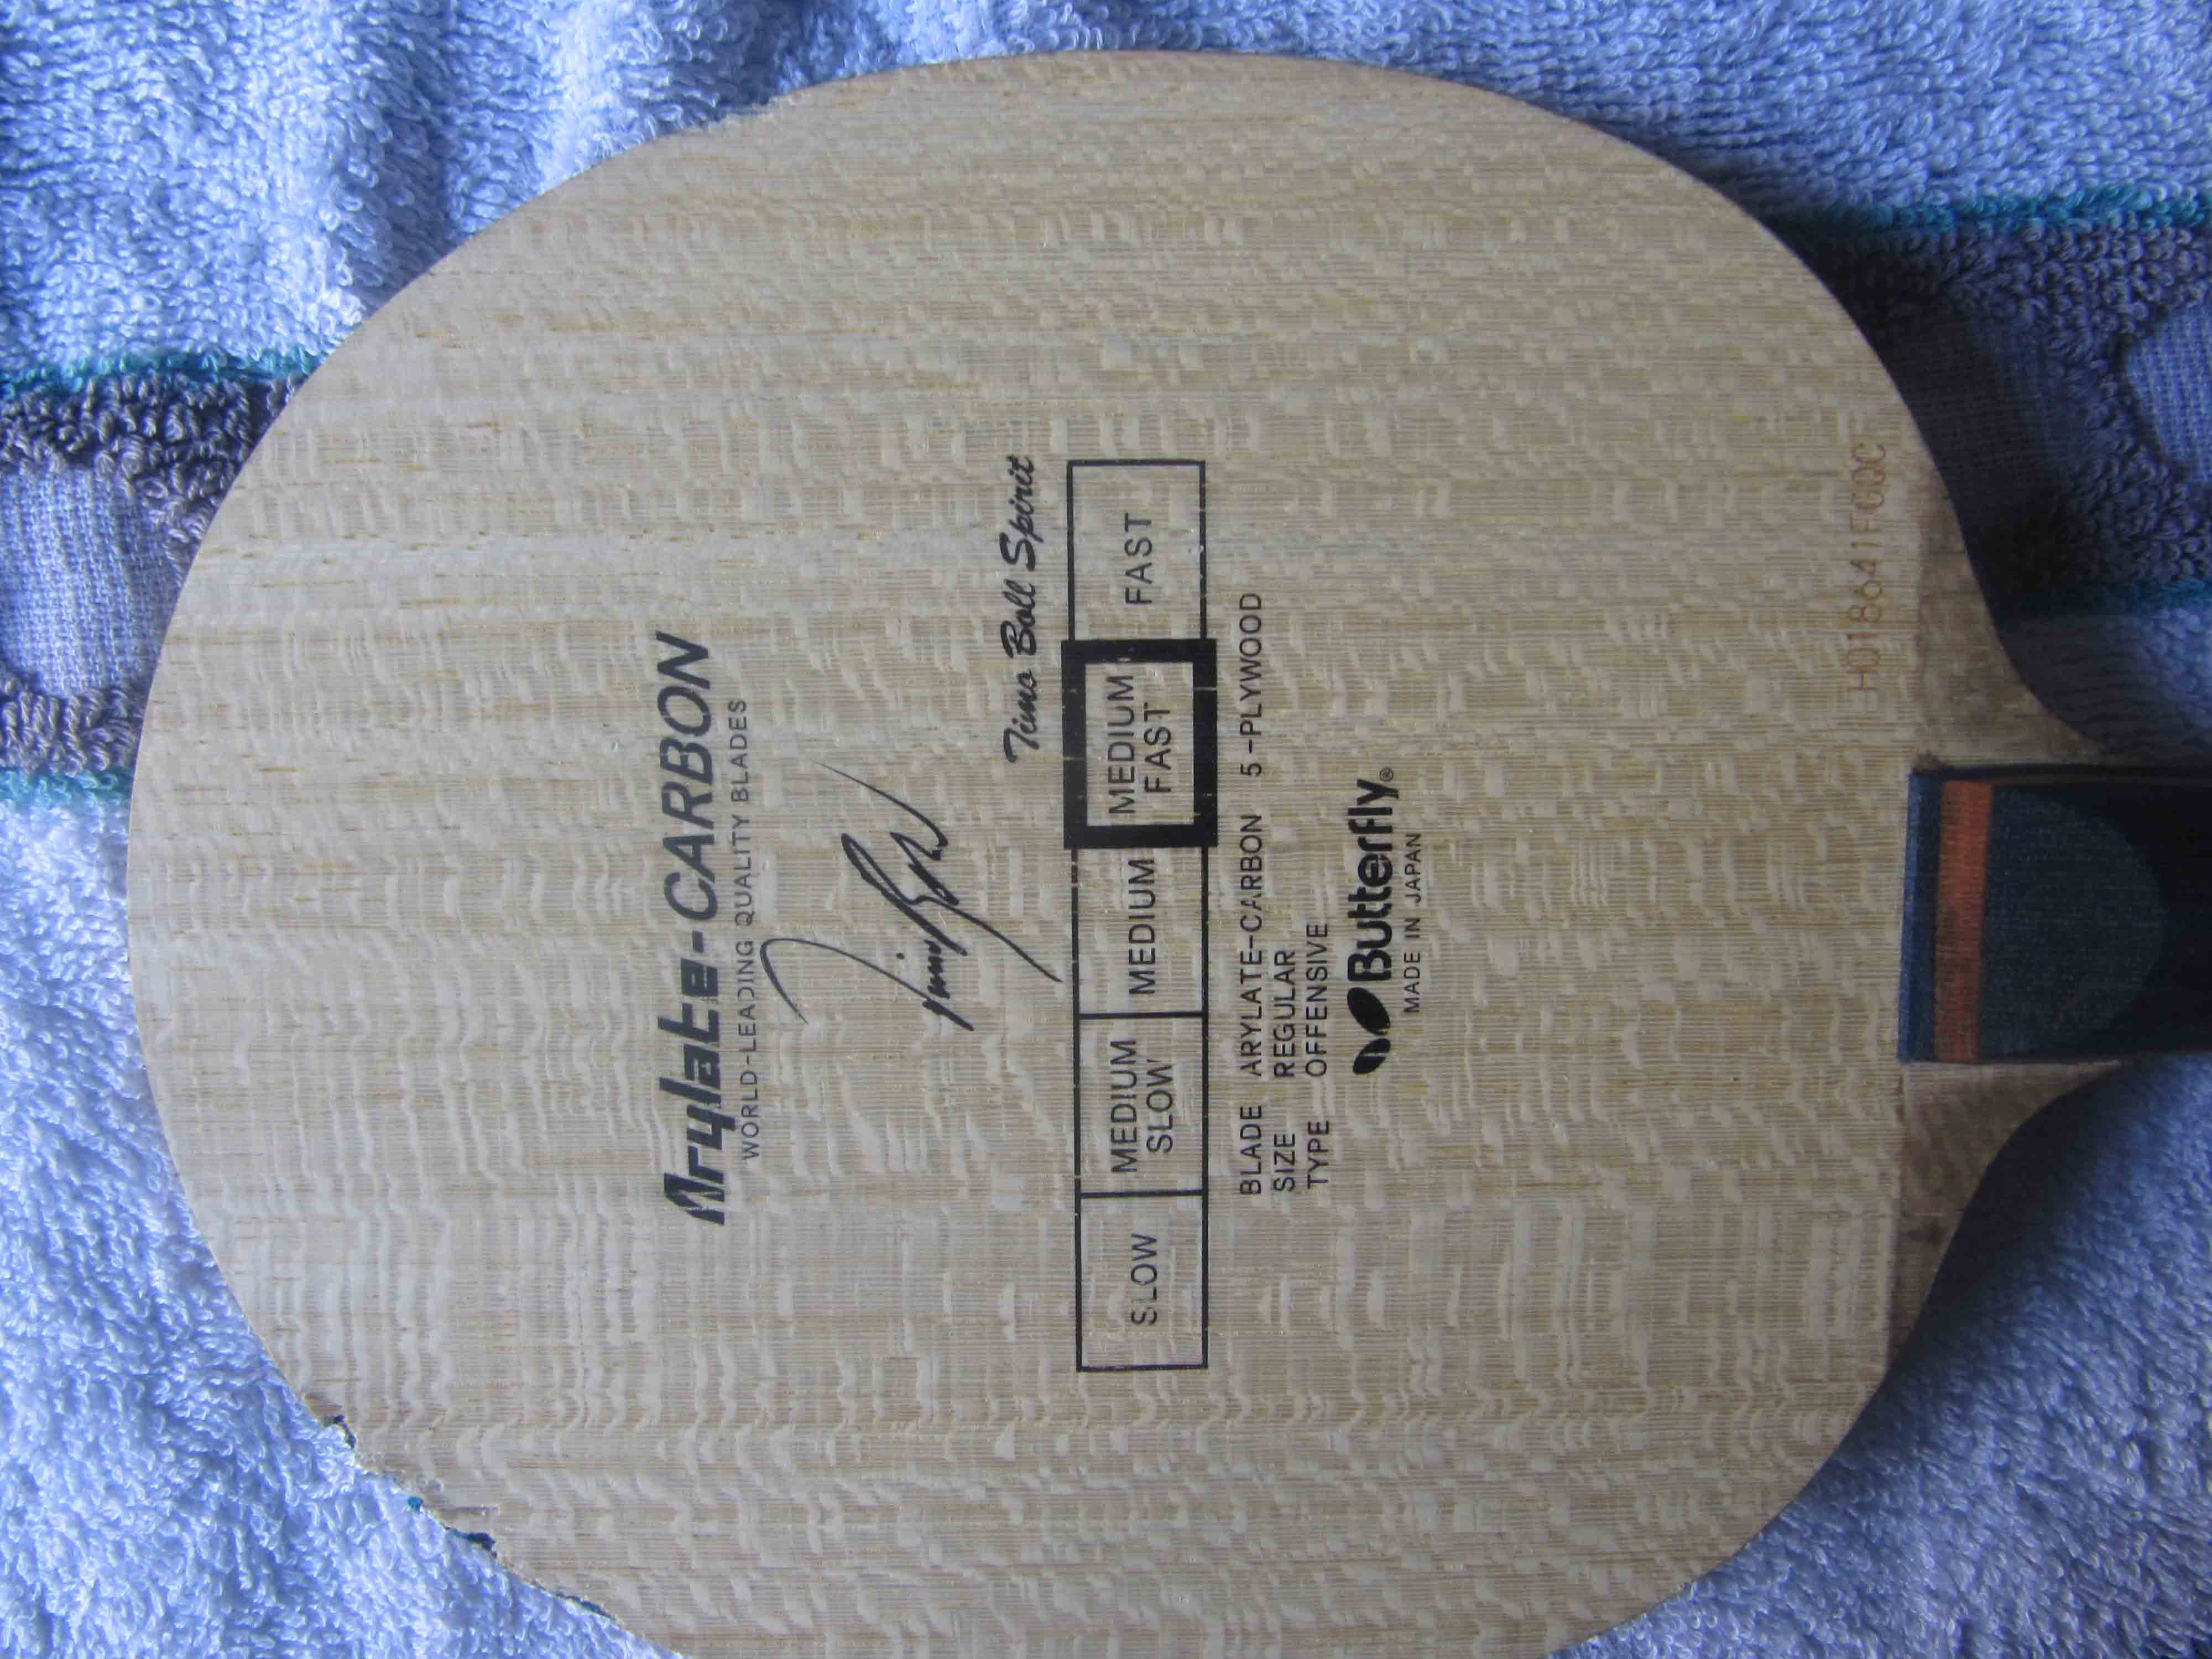 Arylate-CARBON
WORLD-LEADING QUALITY BLADES
Timo Boll Spirit
SLOW
MEDIUM SLOW
MEDIUM
MEDIUM FAST
FAST
BLADE ARYLATE-CARBON 5-PLYWOOD
SIZE REGULAR
TYPE OFFENSIVE
Butterfly®
MADE IN JAPAN